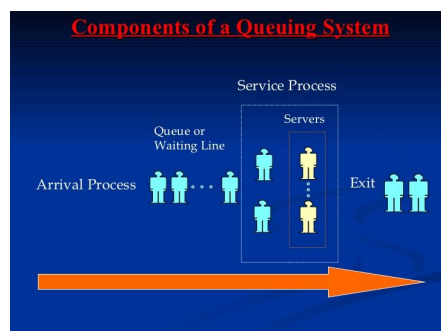 Components of a Queuing System
Service Process
Servers
Queue or
Waiting Line
Arrival Process
Exit